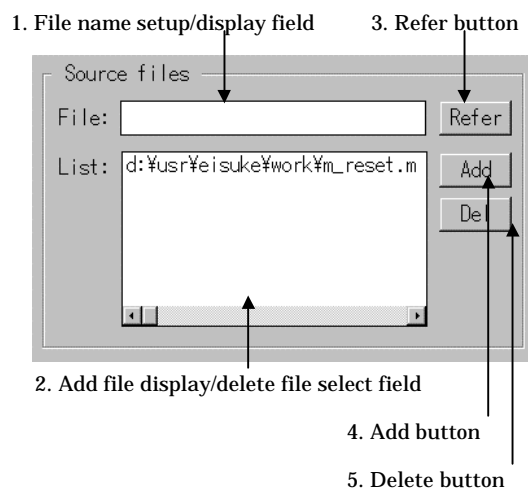 1. File name setup/display field
3. Refer button
Source files
File:
Refer
List:
d:¥usr¥eisuke¥work¥m_reset.m
Add
Del
2. Add file display/delete file select field
4. Add button
5. Delete button